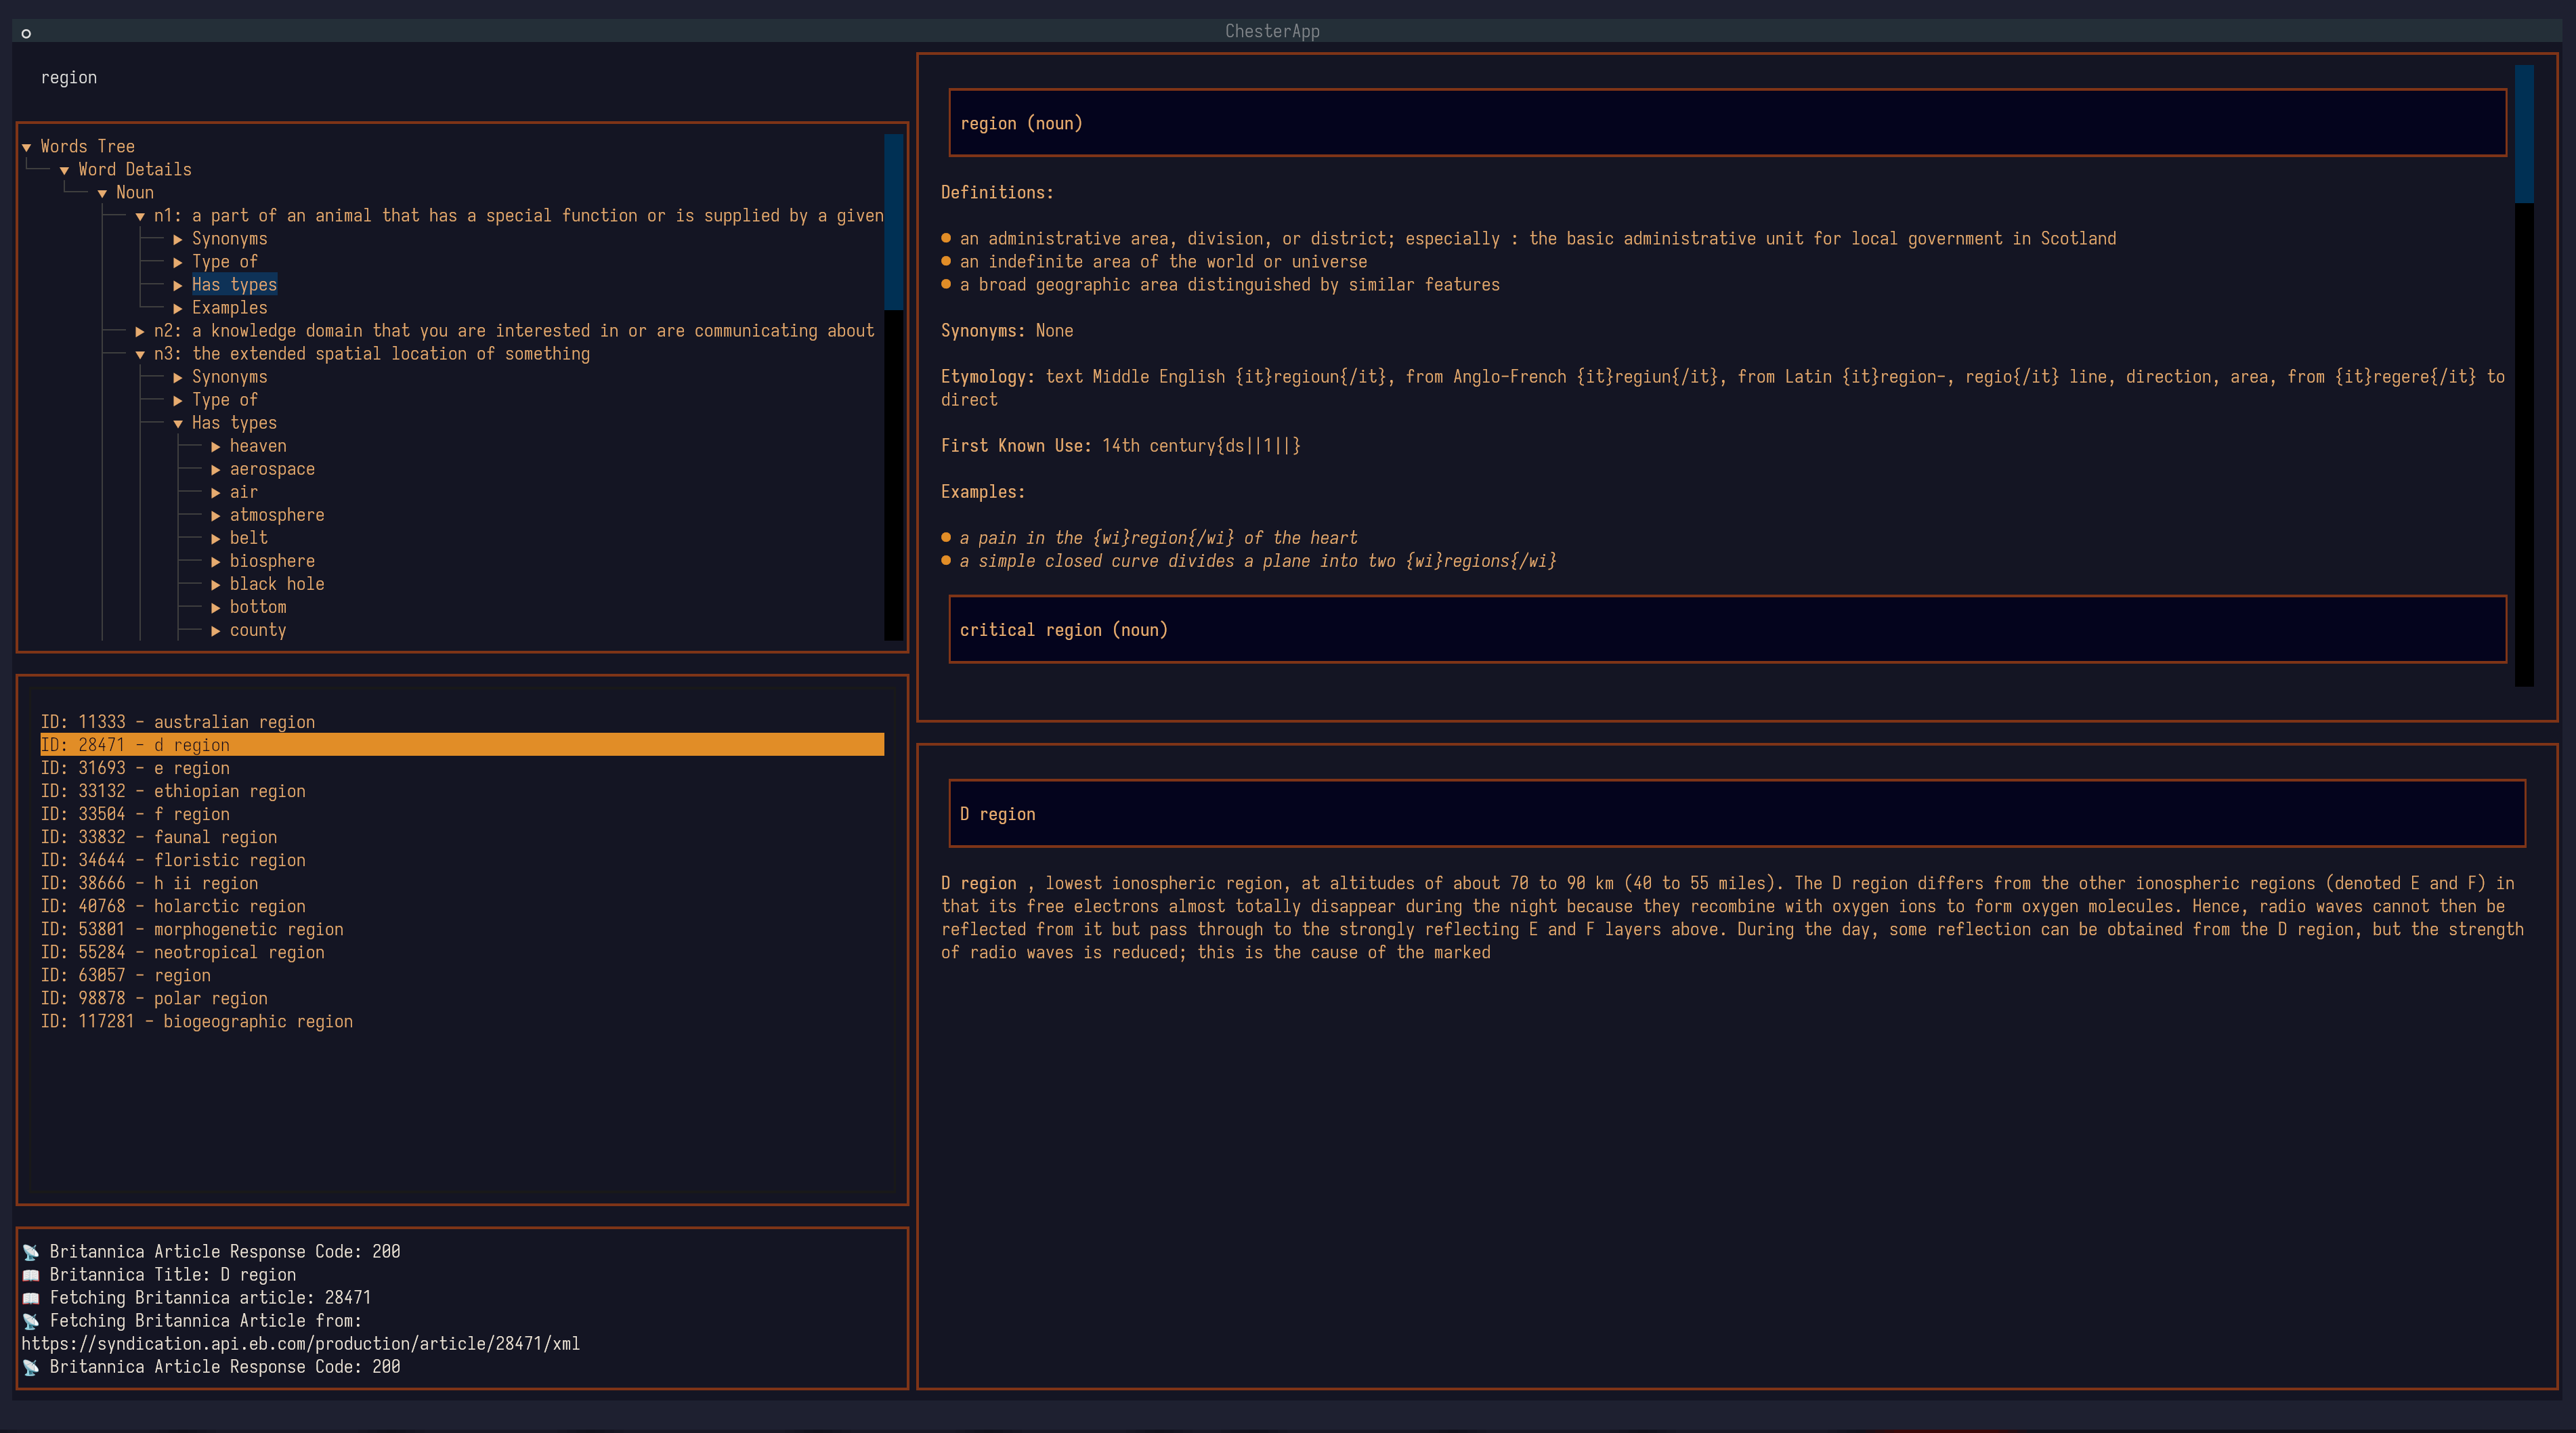 ChesterApp
region
Words Tree
Word Details
Noun
n1: a part of an animal that has a special function or is supplied by a given
Synonyms
Type of
Has types
Examples
n2: a knowledge domain that you are interested in or are communicating about
n3: the extended spatial location of something
Synonyms
Type of
Has types
heaven
aerospace
air
atmosphere
belt
biosphere
black hole
bottom
county
ID: 11333 - australian region
ID: 28471 - d region
ID: 31693 - e region
ID: 33132 - ethiopian region
ID: 33504 - f region
ID: 33832 - faunal region
ID: 34644 - floristic region
ID: 38666 - h ii region
ID: 40768 - holarctic region
ID: 53801 - morphogenetic region
ID: 55284 - neotropical region
ID: 63057 - region
ID: 98878 - polar region
ID: 117281 - biogeographic region
Britannica Article Response Code: 200
Britannica Title: D region
Fetching Britannica article: 28471
Fetching Britannica Article from:
https://syndication.api.eb.com/production/article/28471/xml
Britannica Article Response Code: 200
region (noun)
Definitions:
• an administrative area, division, or district; especially : the basic administrative unit for local government in Scotland
• an indefinite area of the world or universe
• a broad geographic area distinguished by similar features
Synonyms: None
Etymology: text Middle English {it}regioun{/it}, from Anglo-French {it}regiun{/it}, from Latin {it}region-, regio{/it} line, direction, area, from {it}regere{/it} to
direct
First Known Use: 14th century{ds||1||}
Examples:
• a pain in the {wi}region{/wi} of the heart
• a simple closed curve divides a plane into two {wi}regions{/wi}
critical region (noun)
D region
D region , lowest ionospheric region, at altitudes of about 70 to 90 km (40 to 55 miles). The D region differs from the other ionospheric regions (denoted E and F) in
that its free electrons almost totally disappear during the night because they recombine with oxygen ions to form oxygen molecules. Hence, radio waves cannot then be
reflected from it but pass through to the strongly reflecting E and F layers above. During the day, some reflection can be obtained from the D region, but the strength
of radio waves is reduced; this is the cause of the marked